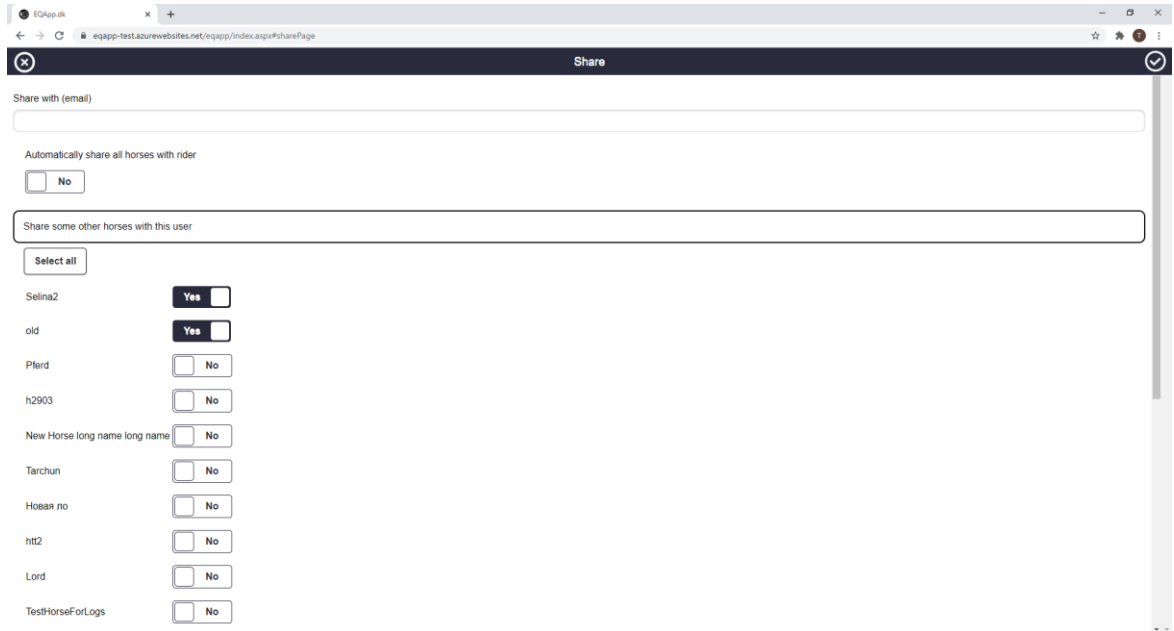 EQApp.dk
eqapp-test.azurewebsites.net/eqapp/index.aspx#sharePage
T
Share
Share with (email)
Automatically share all horses with rider
No
Share some other horses with this user
Select all
Selina2 Yes
old Yes
Pferd No
h2903 No
New Horse long name long name No
Tarchun No
Новая ло No
htt2 No
Lord No
TestHorseForLogs No